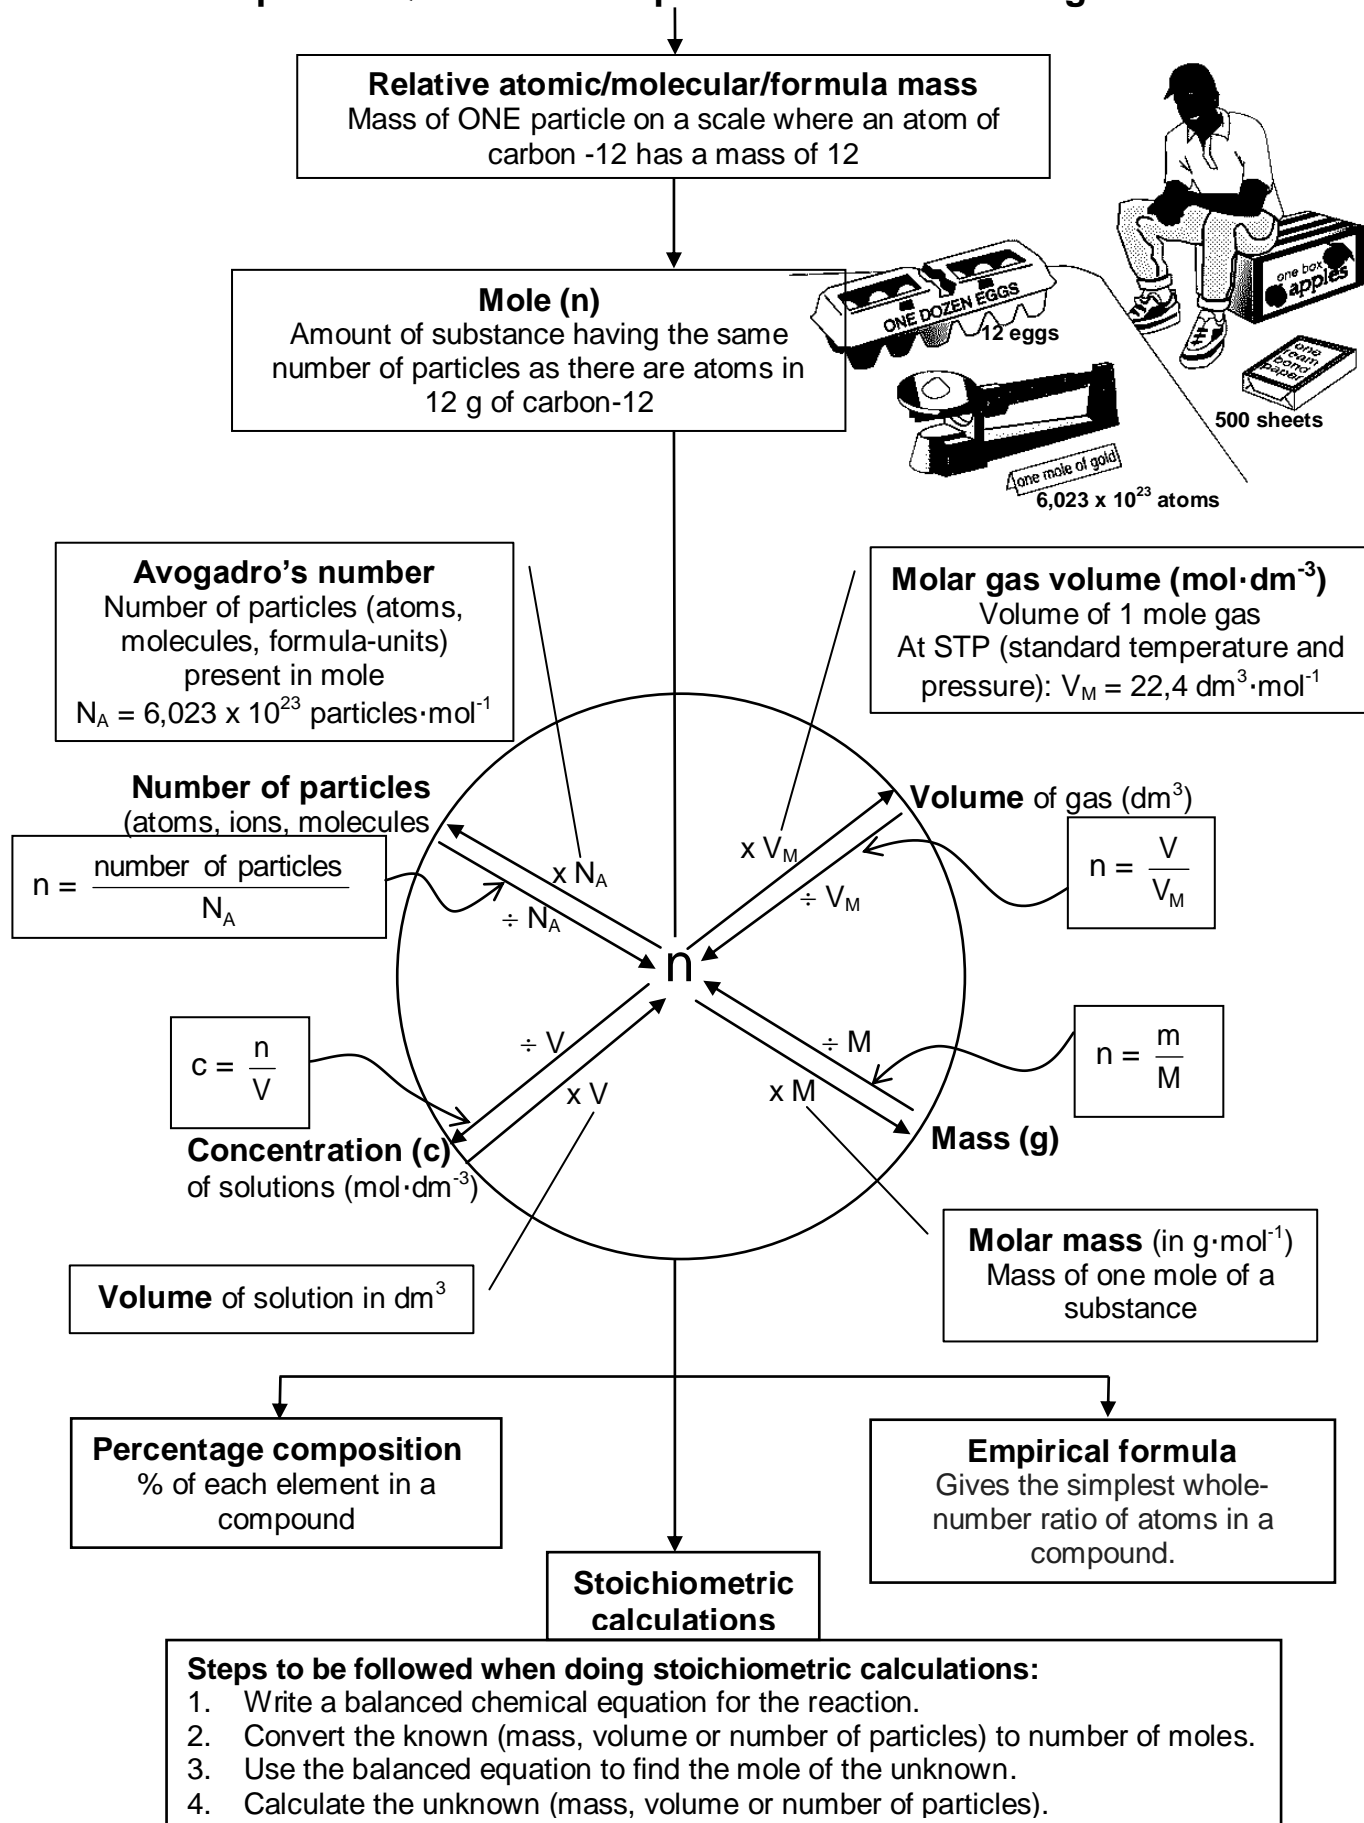 Relative atomic/molecular/formula mass
Mass of ONE particle on a scale where an atom of
carbon -12 has a mass of 12
Mole (n)
Amount of substance having the same
number of particles as there are atoms in
12 g of carbon-12
ONE DOZEN EGGS
12 eggs
one box
apples
one
ream
bond
paper
500 sheets
one mole of gold
6,023 x 10²³ atoms
Avogadro's number
Number of particles (atoms,
molecules, formula-units)
present in mole
N_A = 6,023 x 10²³ particles·mol⁻¹
Molar gas volume (mol·dm⁻³)
Volume of 1 mole gas
At STP (standard temperature and
pressure): V_M = 22,4 dm³·mol⁻¹
Number of particles
(atoms, ions, molecules
n = number of particles / N_A
x N_A
÷ N_A
Volume of gas (dm³)
x V_M
÷ V_M
n = V / V_M
n
c = n / V
÷ V
x V
Concentration (c)
of solutions (mol·dm⁻³)
÷ M
x M
n = m / M
Mass (g)
Volume of solution in dm³
Molar mass (in g·mol⁻¹)
Mass of one mole of a
substance
Percentage composition
% of each element in a
compound
Empirical formula
Gives the simplest whole-
number ratio of atoms in a
compound.
Stoichiometric
calculations
Steps to be followed when doing stoichiometric calculations:
1. Write a balanced chemical equation for the reaction.
2. Convert the known (mass, volume or number of particles) to number of moles.
3. Use the balanced equation to find the mole of the unknown.
4. Calculate the unknown (mass, volume or number of particles).